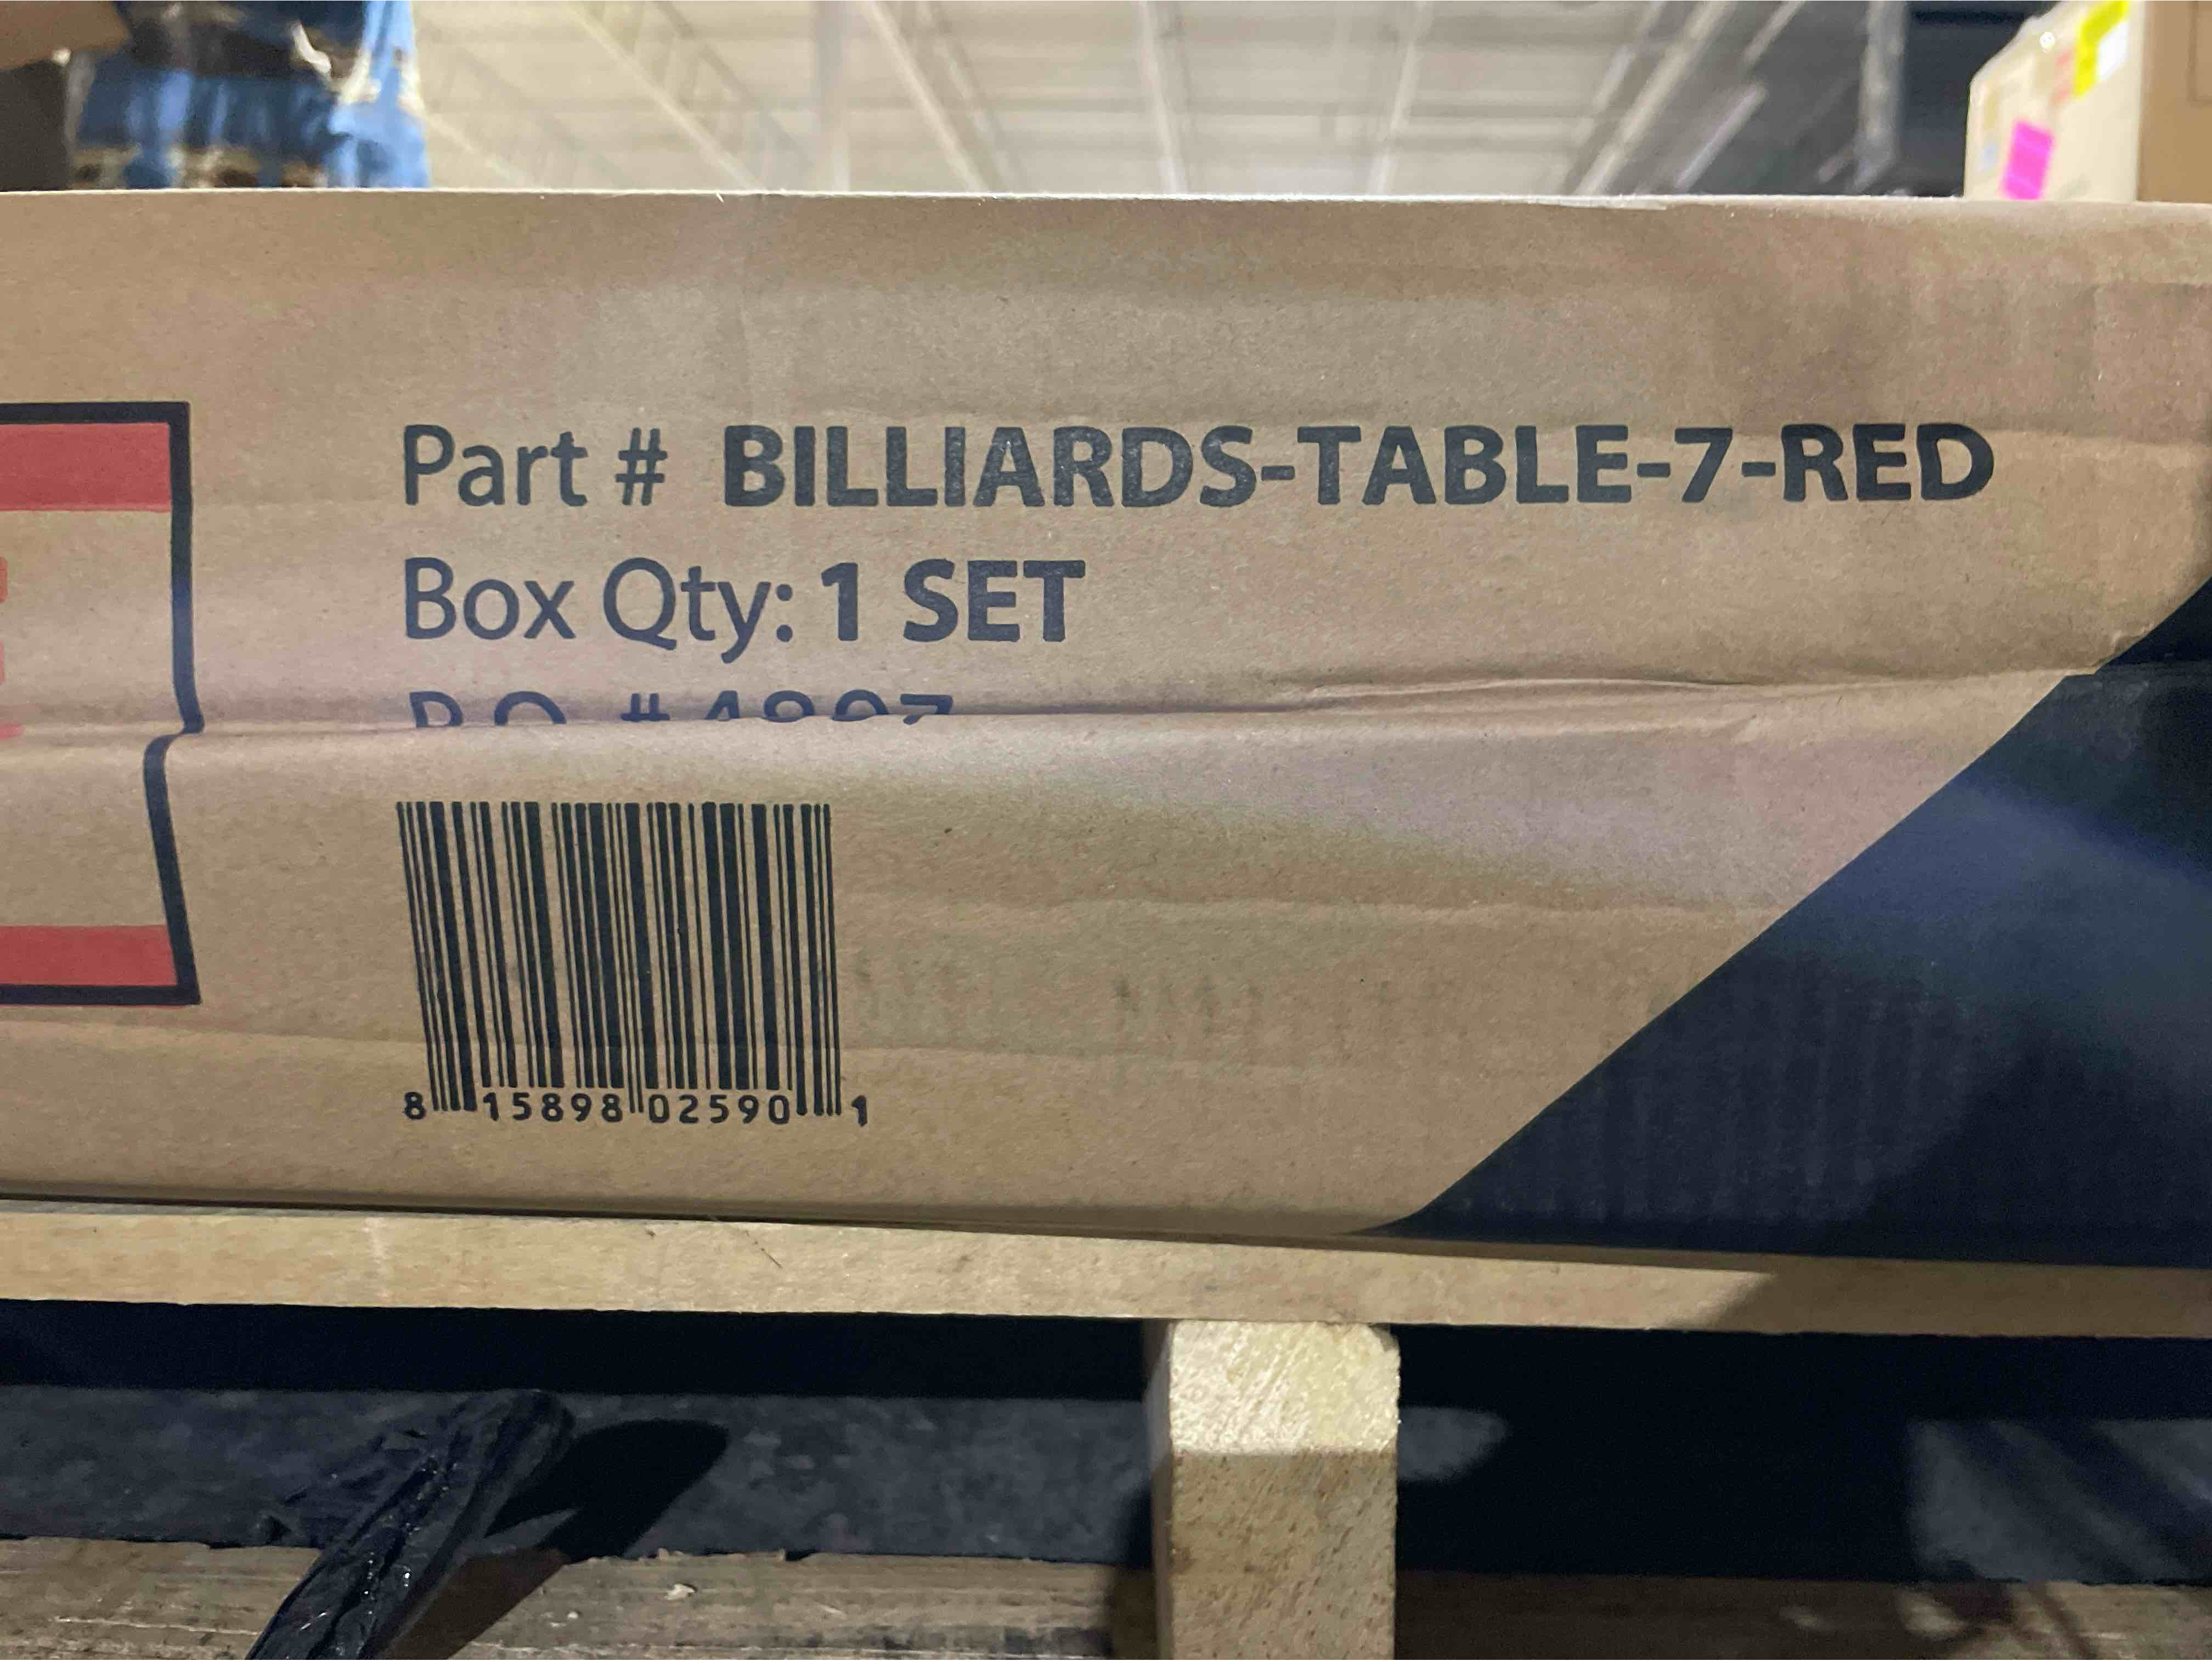 Part # BILLIARDS-TABLE-7-RED
Box Qty: 1 SET
8 15898 02590 1